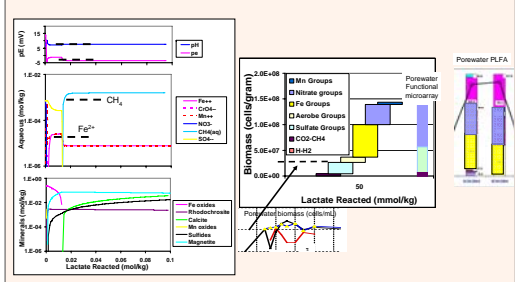 15
5
-5
pE (mV)
pH
pe
1.E-02
1.E-04
1.E-06
Aqueous (mol/Kg)
CH4
Fe2+
Fe++
CrO4--
Mn++
NO3-
CH4(aq)
SO4--
1.E+00
1.E-02
1.E-04
1.E-06
Minerals (mol/kg)
Fe oxides
Rhodochrosite
Calcite
Mn oxides
Sulfides
Magnetite
0 0.02 0.04 0.06 0.08 0.1
Lactate Reacted (mol/kg)
2.0E+08
1.5E+08
1.0E+08
5.0E+07
0.0E+00
Biomass (cells/gram)
Mn Groups
Nitrate groups
Fe Groups
Aerobe Groups
Sulfate Groups
CO2-CH4
H-H2
Porewater
Functional
microarray
50
Lactate Reacted (mmol/kg)
Porewater biomass (cells/mL)
Porewater PLFA